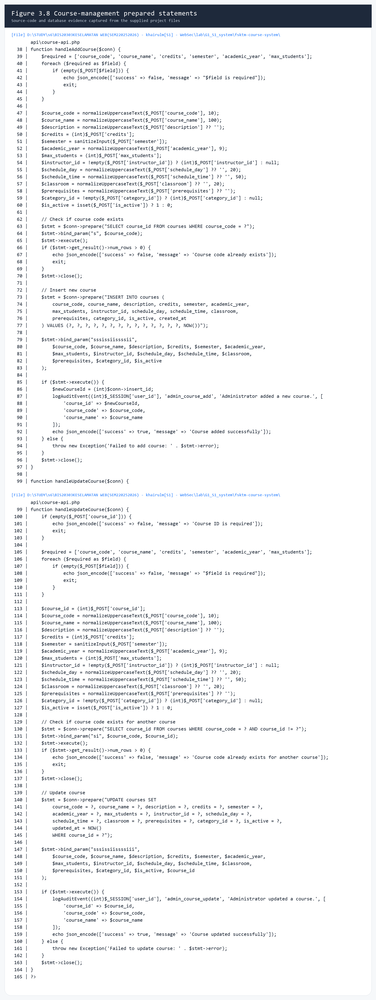 Figure 3.8 Course-management prepared statements
Source-code and database evidence captured from the supplied project files
[File] D:\STUDY\s6\BIS20303KESELAMATAN WEB(SEM220252026) - khairulm[S1] - WebSec\lab\G1_S1_system\fsktm-course-system\
       api\course-api.php
  38 | function handleAddCourse($conn) {
  39 |     $required = ['course_code', 'course_name', 'credits', 'semester', 'academic_year', 'max_students'];
  40 |     foreach ($required as $field) {
  41 |         if (empty($_POST[$field])) {
  42 |             echo json_encode(['success' => false, 'message' => "$field is required"]);
  43 |             exit;
  44 |         }
  45 |     }
  46 |
  47 |     $course_code = normalizeUppercaseText($_POST['course_code'], 10);
  48 |     $course_name = normalizeUppercaseText($_POST['course_name'], 100);
  49 |     $description = normalizeUppercaseText($_POST['description'] ?? '');
  50 |     $credits = (int)$_POST['credits'];
  51 |     $semester = sanitizeInput($_POST['semester']);
  52 |     $academic_year = normalizeUppercaseText($_POST['academic_year'], 9);
  53 |     $max_students = (int)$_POST['max_students'];
  54 |     $instructor_id = !empty($_POST['instructor_id']) ? (int)$_POST['instructor_id'] : null;
  55 |     $schedule_day = normalizeUppercaseText($_POST['schedule_day'] ?? '', 20);
  56 |     $schedule_time = normalizeUppercaseText($_POST['schedule_time'] ?? '', 50);
  57 |     $classroom = normalizeUppercaseText($_POST['classroom'] ?? '', 20);
  58 |     $prerequisites = normalizeUppercaseText($_POST['prerequisites'] ?? '');
  59 |     $category_id = !empty($_POST['category_id']) ? (int)$_POST['category_id'] : null;
  60 |     $is_active = isset($_POST['is_active']) ? 1 : 0;
  61 |
  62 |     // Check if course code exists
  63 |     $stmt = $conn->prepare("SELECT course_id FROM courses WHERE course_code = ?");
  64 |     $stmt->bind_param("s", $course_code);
  65 |     $stmt->execute();
  66 |     if ($stmt->get_result()->num_rows > 0) {
  67 |         echo json_encode(['success' => false, 'message' => 'Course code already exists']);
  68 |         exit;
  69 |     }
  70 |     $stmt->close();
  71 |
  72 |     // Insert new course
  73 |     $stmt = $conn->prepare("INSERT INTO courses (
  74 |         course_code, course_name, description, credits, semester, academic_year,
  75 |         max_students, instructor_id, schedule_day, schedule_time, classroom,
  76 |         prerequisites, category_id, is_active, created_at
  77 |     ) VALUES (?, ?, ?, ?, ?, ?, ?, ?, ?, ?, ?, ?, ?, ?, NOW())");
  78 |
  79 |     $stmt->bind_param("sssissiissssii",
  80 |         $course_code, $course_name, $description, $credits, $semester, $academic_year,
  81 |         $max_students, $instructor_id, $schedule_day, $schedule_time, $classroom,
  82 |         $prerequisites, $category_id, $is_active
  83 |     );
  84 |
  85 |     if ($stmt->execute()) {
  86 |         $newCourseId = (int)$conn->insert_id;
  87 |         logAuditEvent((int)$_SESSION['user_id'], 'admin_course_add', 'Administrator added a new course.', [
  88 |             'course_id' => $newCourseId,
  89 |             'course_code' => $course_code,
  90 |             'course_name' => $course_name
  91 |         ]);
  92 |         echo json_encode(['success' => true, 'message' => 'Course added successfully']);
  93 |     } else {
  94 |         throw new Exception('Failed to add course: ' . $stmt->error);
  95 |     }
  96 |     $stmt->close();
  97 | }
  98 |
  99 | function handleUpdateCourse($conn) {
[File] D:\STUDY\s6\BIS20303KESELAMATAN WEB(SEM220252026) - khairulm[S1] - WebSec\lab\G1_S1_system\fsktm-course-system\
       api\course-api.php
  99 | function handleUpdateCourse($conn) {
 100 |     if (empty($_POST['course_id'])) {
 101 |         echo json_encode(['success' => false, 'message' => 'Course ID is required']);
 102 |         exit;
 103 |     }
 104 |
 105 |     $required = ['course_code', 'course_name', 'credits', 'semester', 'academic_year', 'max_students'];
 106 |     foreach ($required as $field) {
 107 |         if (empty($_POST[$field])) {
 108 |             echo json_encode(['success' => false, 'message' => "$field is required"]);
 109 |             exit;
 110 |         }
 111 |     }
 112 |
 113 |     $course_id = (int)$_POST['course_id'];
 114 |     $course_code = normalizeUppercaseText($_POST['course_code'], 10);
 115 |     $course_name = normalizeUppercaseText($_POST['course_name'], 100);
 116 |     $description = normalizeUppercaseText($_POST['description'] ?? '');
 117 |     $credits = (int)$_POST['credits'];
 118 |     $semester = sanitizeInput($_POST['semester']);
 119 |     $academic_year = normalizeUppercaseText($_POST['academic_year'], 9);
 120 |     $max_students = (int)$_POST['max_students'];
 121 |     $instructor_id = !empty($_POST['instructor_id']) ? (int)$_POST['instructor_id'] : null;
 122 |     $schedule_day = normalizeUppercaseText($_POST['schedule_day'] ?? '', 20);
 123 |     $schedule_time = normalizeUppercaseText($_POST['schedule_time'] ?? '', 50);
 124 |     $classroom = normalizeUppercaseText($_POST['classroom'] ?? '', 20);
 125 |     $prerequisites = normalizeUppercaseText($_POST['prerequisites'] ?? '');
 126 |     $category_id = !empty($_POST['category_id']) ? (int)$_POST['category_id'] : null;
 127 |     $is_active = isset($_POST['is_active']) ? 1 : 0;
 128 |
 129 |     // Check if course code exists for another course
 130 |     $stmt = $conn->prepare("SELECT course_id FROM courses WHERE course_code = ? AND course_id != ?");
 131 |     $stmt->bind_param("si", $course_code, $course_id);
 132 |     $stmt->execute();
 133 |     if ($stmt->get_result()->num_rows > 0) {
 134 |         echo json_encode(['success' => false, 'message' => 'Course code already exists for another course']);
 135 |         exit;
 136 |     }
 137 |     $stmt->close();
 138 |
 139 |     // Update course
 140 |     $stmt = $conn->prepare("UPDATE courses SET
 141 |         course_code = ?, course_name = ?, description = ?, credits = ?, semester = ?,
 142 |         academic_year = ?, max_students = ?, instructor_id = ?, schedule_day = ?,
 143 |         schedule_time = ?, classroom = ?, prerequisites = ?, category_id = ?, is_active = ?,
 144 |         updated_at = NOW()
 145 |         WHERE course_id = ?");
 146 |
 147 |     $stmt->bind_param("sssissiissssiii",
 148 |         $course_code, $course_name, $description, $credits, $semester, $academic_year,
 149 |         $max_students, $instructor_id, $schedule_day, $schedule_time, $classroom,
 150 |         $prerequisites, $category_id, $is_active, $course_id
 151 |     );
 152 |
 153 |     if ($stmt->execute()) {
 154 |         logAuditEvent((int)$_SESSION['user_id'], 'admin_course_update', 'Administrator updated a course.', [
 155 |             'course_id' => $course_id,
 156 |             'course_code' => $course_code,
 157 |             'course_name' => $course_name
 158 |         ]);
 159 |         echo json_encode(['success' => true, 'message' => 'Course updated successfully']);
 160 |     } else {
 161 |         throw new Exception('Failed to update course: ' . $stmt->error);
 162 |     }
 163 |     $stmt->close();
 164 | }
 165 | ?>